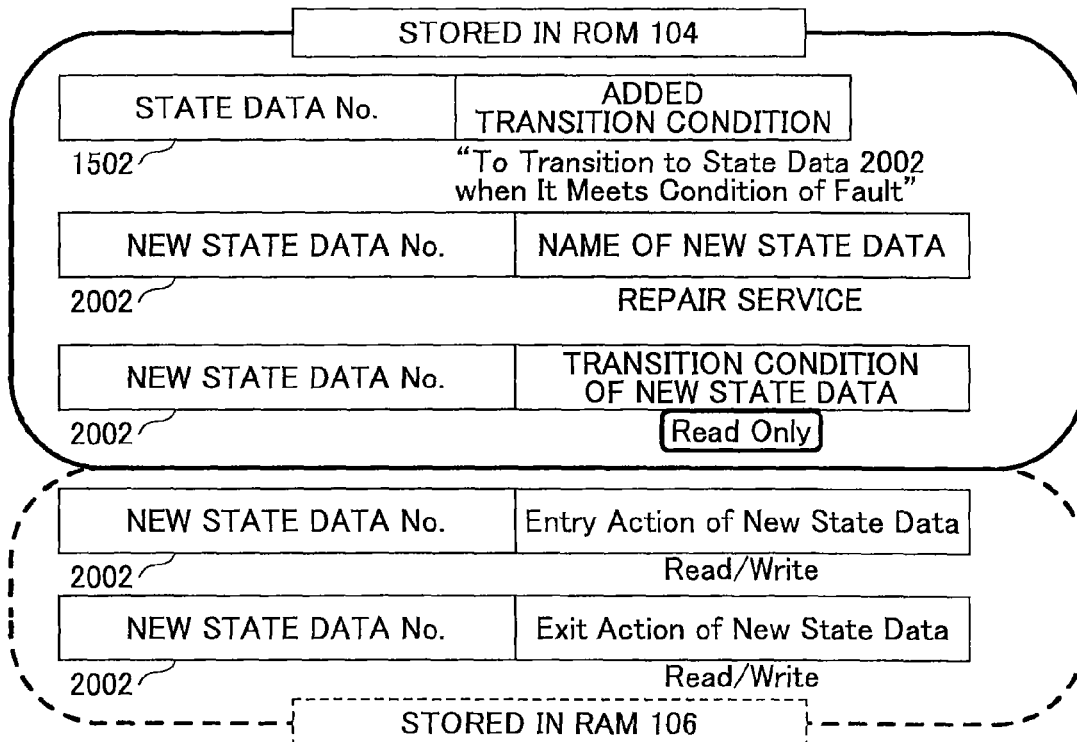 STORED IN ROM 104
STATE DATA No.
ADDED
TRANSITION CONDITION
1502
“To Transition to State Data 2002
when It Meets Condition of Fault”
NEW STATE DATA No.
NAME OF NEW STATE DATA
2002
REPAIR SERVICE
NEW STATE DATA No.
TRANSITION CONDITION
OF NEW STATE DATA
2002
Read Only
NEW STATE DATA No.
Entry Action of New State Data
2002
Read/Write
NEW STATE DATA No.
Exit Action of New State Data
2002
Read/Write
STORED IN RAM 106